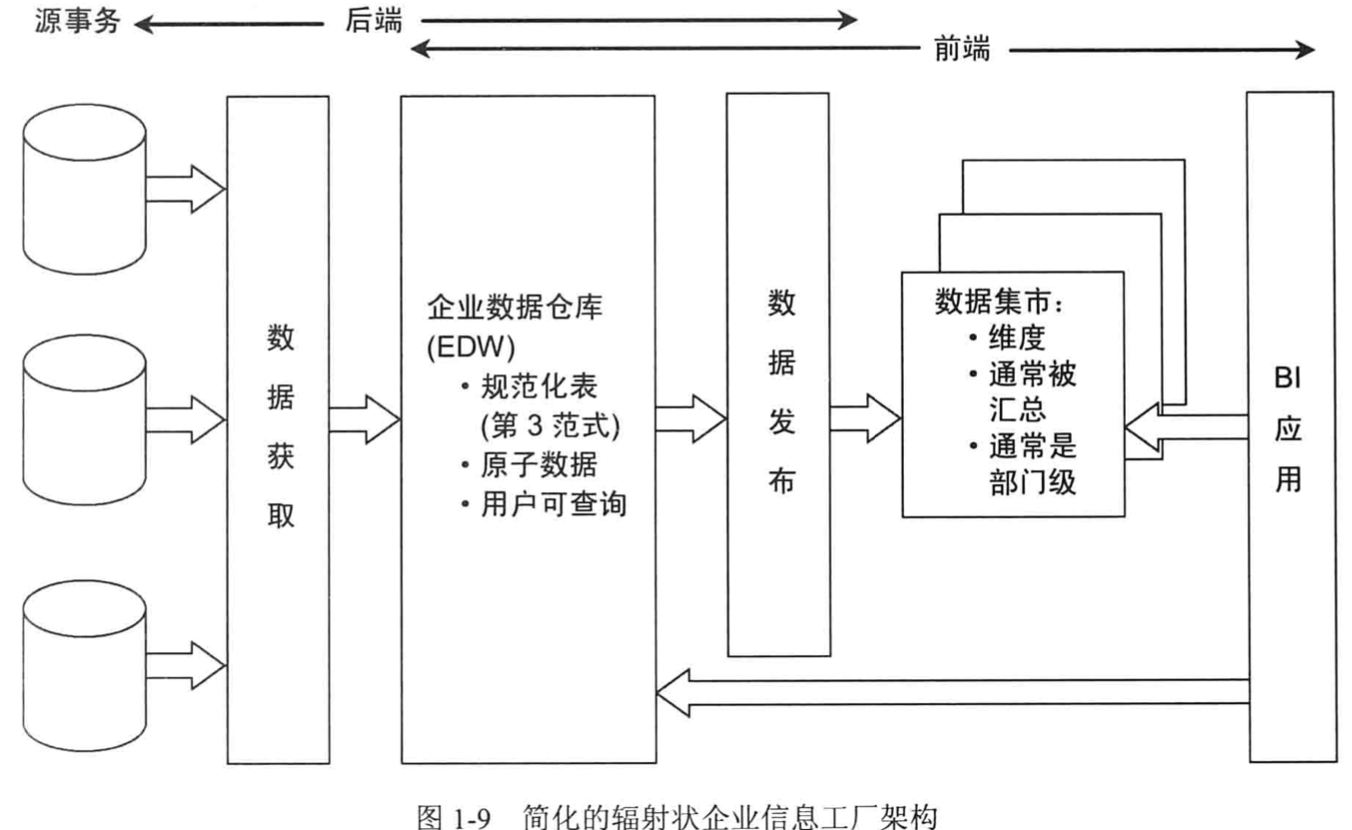 源事务
后端
前端
数据获取
企业数据仓库
(EDW)
・规范化表
(第 3 范式)
・原子数据
・用户可查询
数据发布
数据集市：
・维度
・通常被
汇总
・通常是
部门级
BI
应用
图 1-9 简化的辐射状企业信息工厂架构